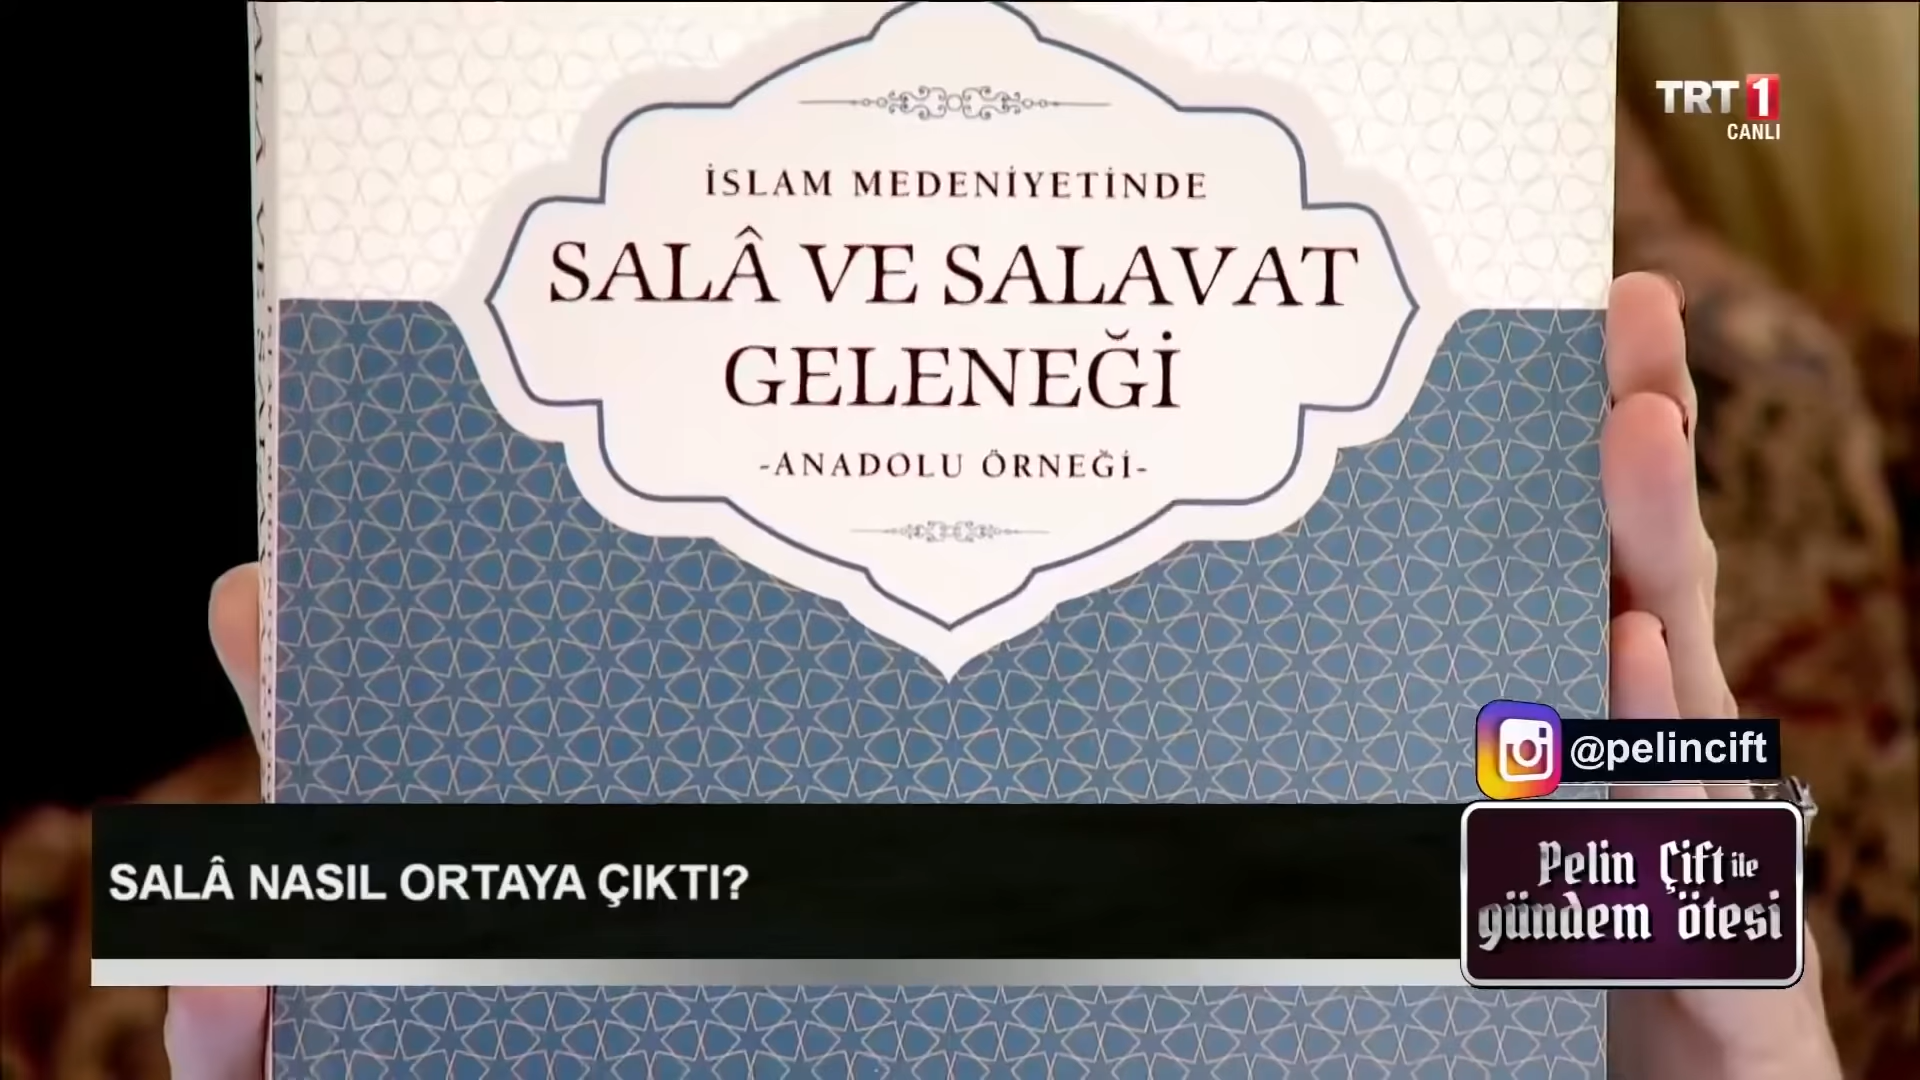 TRT 1
CANLI
İSLAM MEDENİYETİNDE
SALÂ VE SALAVAT
GELENEĞİ
-ANADOLU ÖRNEĞİ-
@pelincift
SALÂ NASIL ORTAYA ÇIKTI?
Pelin Çift ile
gündem ötesi